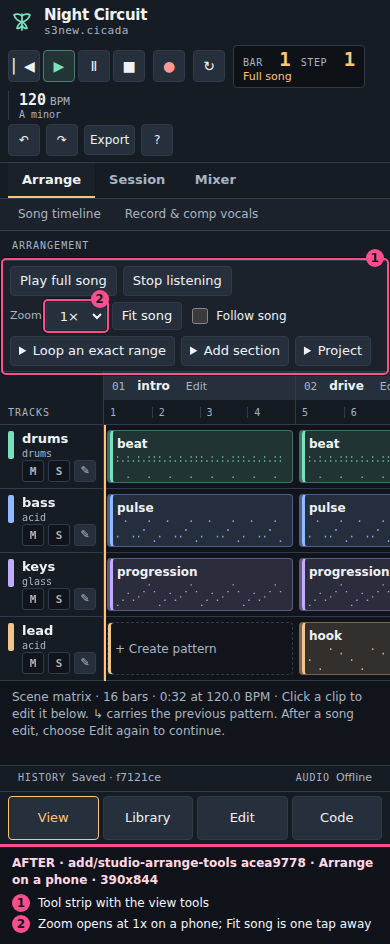 Night Circuit
s3new.cicada
BAR 1 STEP 1
Full song
120 BPM
A minor
Export ?
Arrange Session Mixer
Song timeline Record & comp vocals
ARRANGEMENT
1
Play full song Stop listening
2
Zoom 1× Fit song Follow song
Loop an exact range Add section Project
01 intro Edit 02 drive
TRACKS 1 2 3 4 5 6
drums
drums
M S
beat beat
bass
acid
M S
pulse pulse
keys
glass
M S
progression progression
lead
acid
M S
+ Create pattern hook
Scene matrix · 16 bars · 0:32 at 120.0 BPM · Click a clip to
edit it below. ↳ carries the previous pattern. After a song
edit, choose Edit again to continue.
HISTORY Saved · f7121ce AUDIO Offline
View Library Edit Code
AFTER · add/studio-arrange-tools acea9778 · Arrange
on a phone · 390x844
1 Tool strip with the view tools
2 Zoom opens at 1x on a phone; Fit song is one tap away